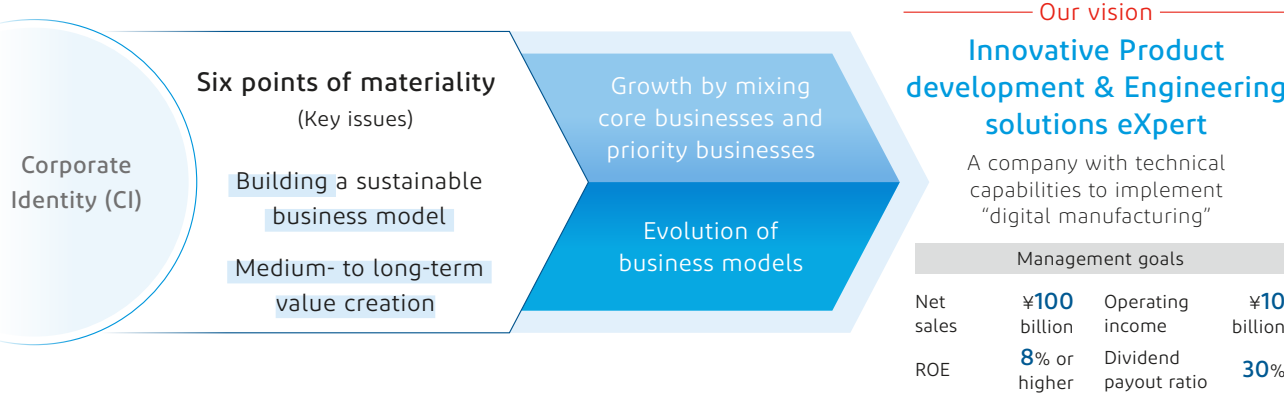 Corporate
Identity (CI)
Six points of materiality
(Key issues)
Building a sustainable
business model
Medium- to long-term
value creation
Growth by mixing
core businesses and
priority businesses
Evolution of
business models
Our vision
Innovative Product
development & Engineering
solutions eXpert
A company with technical
capabilities to implement
“digital manufacturing”
Management goals
Net
sales
¥100
billion
Operating
income
¥10
billion
ROE
8% or
higher
Dividend
payout ratio
30%